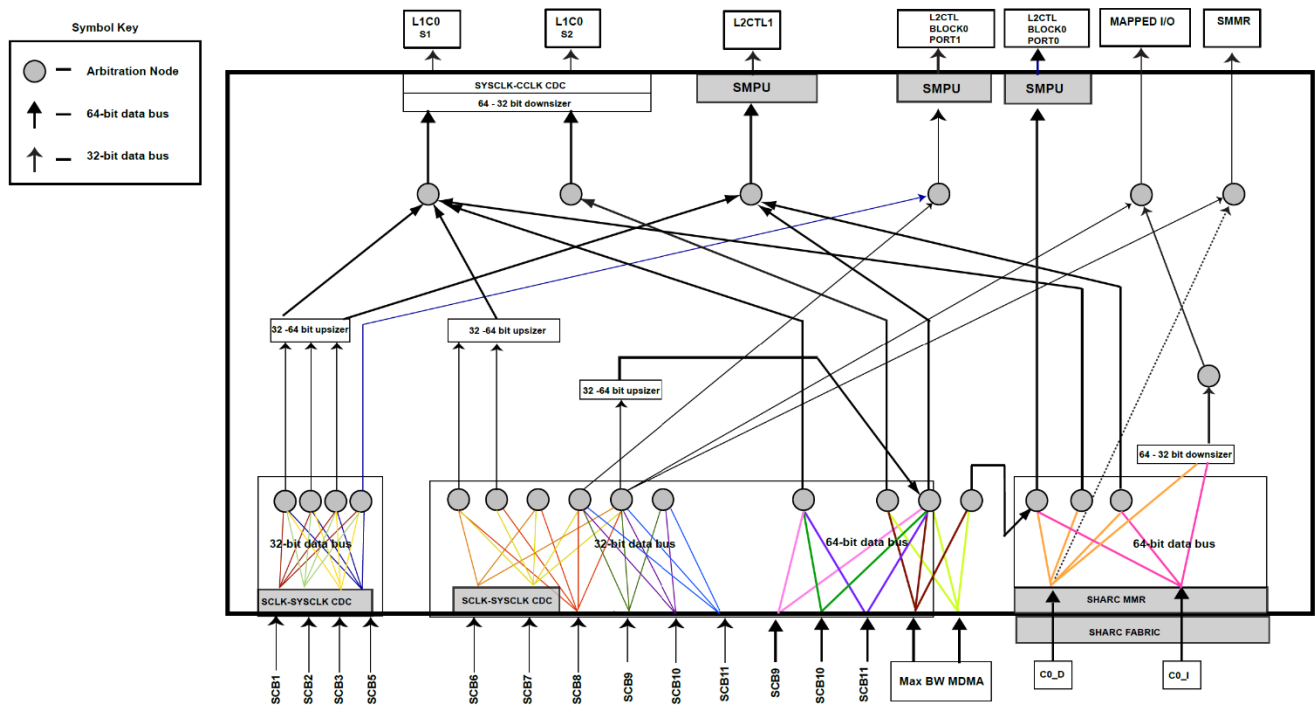 Symbol Key
Arbitration Node
64-bit data bus
32-bit data bus
L1C0
S1
L1C0
S2
L2CTL1
L2CTL
BLOCK0
PORT1
L2CTL
BLOCK0
PORT0
MAPPED I/O
SMMR
SYSCLK-CCLK CDC
64 - 32 bit downsizer
SMPU
SMPU
SMPU
32 -64 bit upsizer
32 -64 bit upsizer
32 -64 bit upsizer
64 - 32 bit downsizer
32-bit data bus
32-bit data bus
64-bit data bus
64-bit data bus
SCLK-SYSCLK CDC
SCLK-SYSCLK CDC
SHARC MMR
SHARC FABRIC
SCB1
SCB2
SCB3
SCB5
SCB6
SCB7
SCB8
SCB9
SCB10
SCB11
SCB9
SCB10
SCB11
Max BW MDMA
C0_D
C0_I